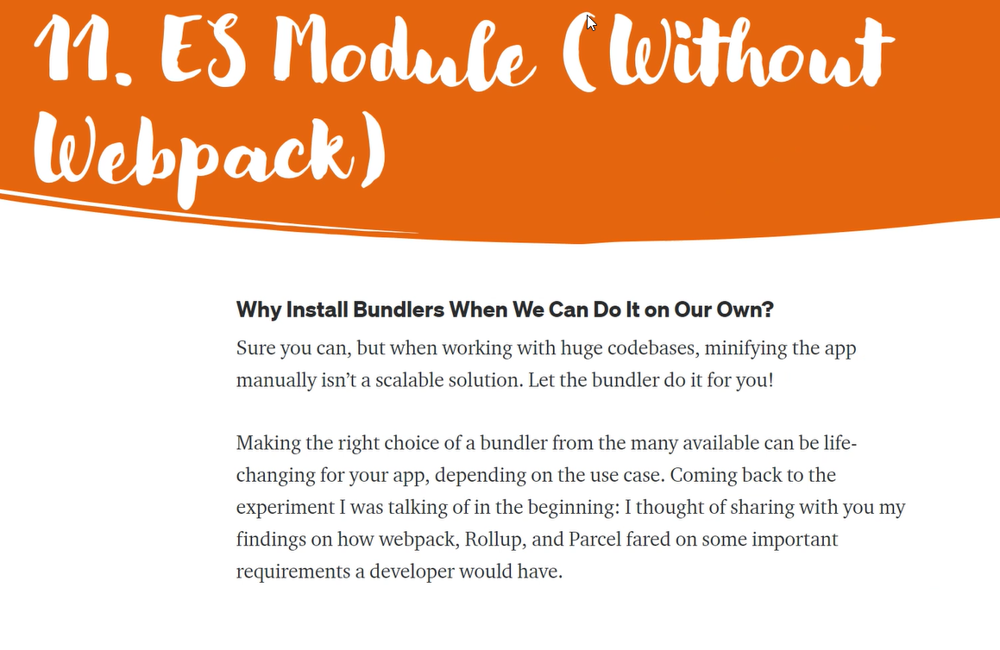 11. ES Module (Without
Webpack)
Why Install Bundlers When We Can Do It on Our Own?
Sure you can, but when working with huge codebases, minifying the app
manually isn’t a scalable solution. Let the bundler do it for you!
Making the right choice of a bundler from the many available can be life-
changing for your app, depending on the use case. Coming back to the
experiment I was talking of in the beginning: I thought of sharing with you my
findings on how webpack, Rollup, and Parcel fared on some important
requirements a developer would have.